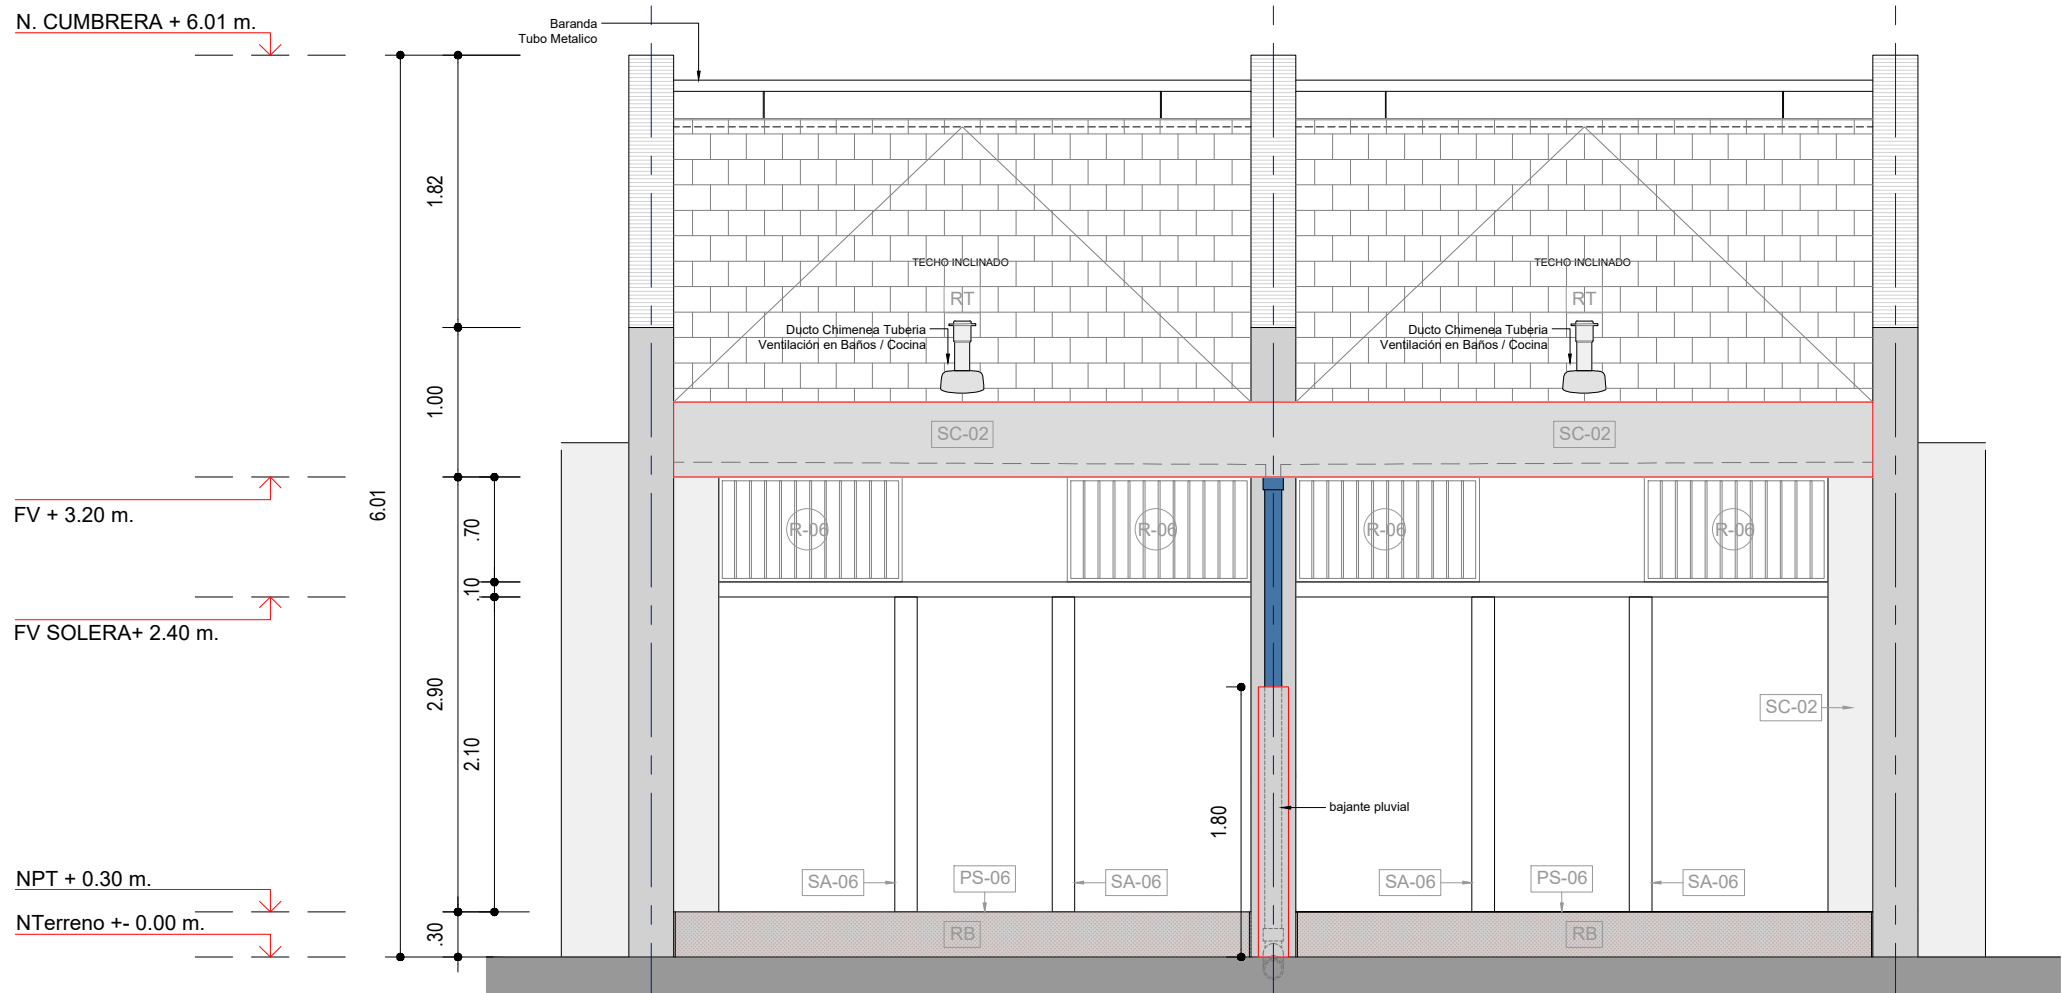 N. CUMBRERA + 6.01 m.
Baranda
Tubo Metalico
1.82
TECHO INCLINADO
TECHO INCLINADO
RT
RT
Ducto Chimenea Tuberia
Ventilación en Baños / Cocina
Ducto Chimenea Tuberia
Ventilación en Baños / Cocina
1.00
SC-02
SC-02
6.01
FV + 3.20 m.
.70
R-06
R-06
R-06
R-06
.10
FV SOLERA+ 2.40 m.
2.90
2.10
SC-02
1.80
bajante pluvial
NPT + 0.30 m.
SA-06
PS-06
SA-06
SA-06
PS-06
SA-06
NTerreno +- 0.00 m.
.30
RB
RB